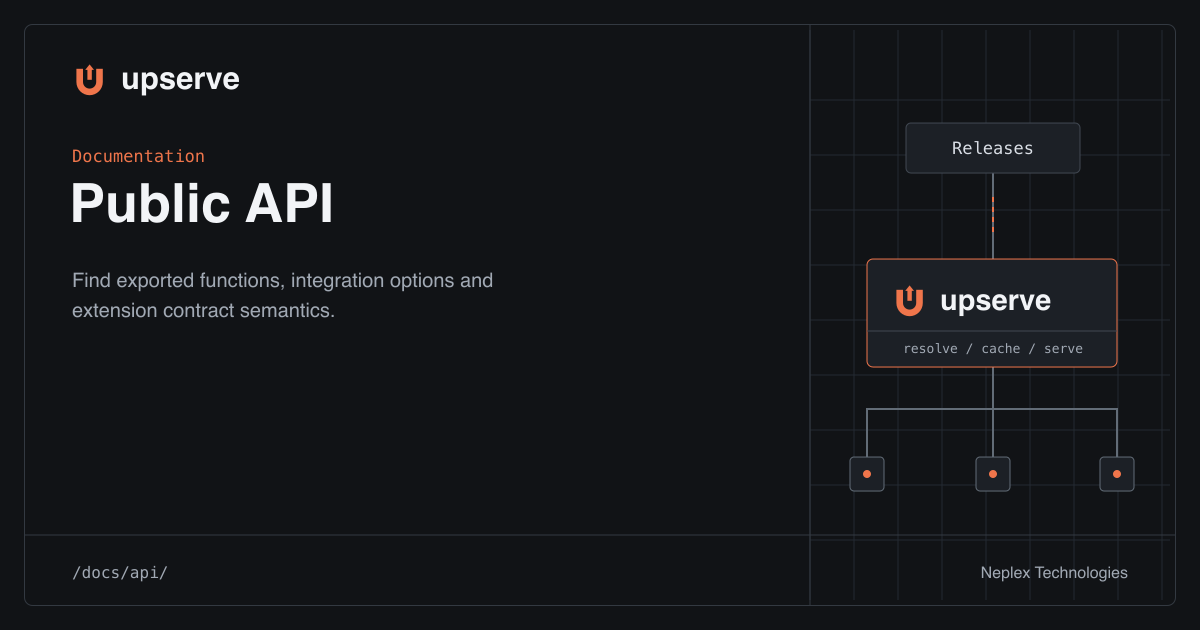 upserve
Documentation
Public API
Find exported functions, integration options and
extension contract semantics.
Releases
upserve
resolve / cache / serve
/docs/api/
Neplex Technologies